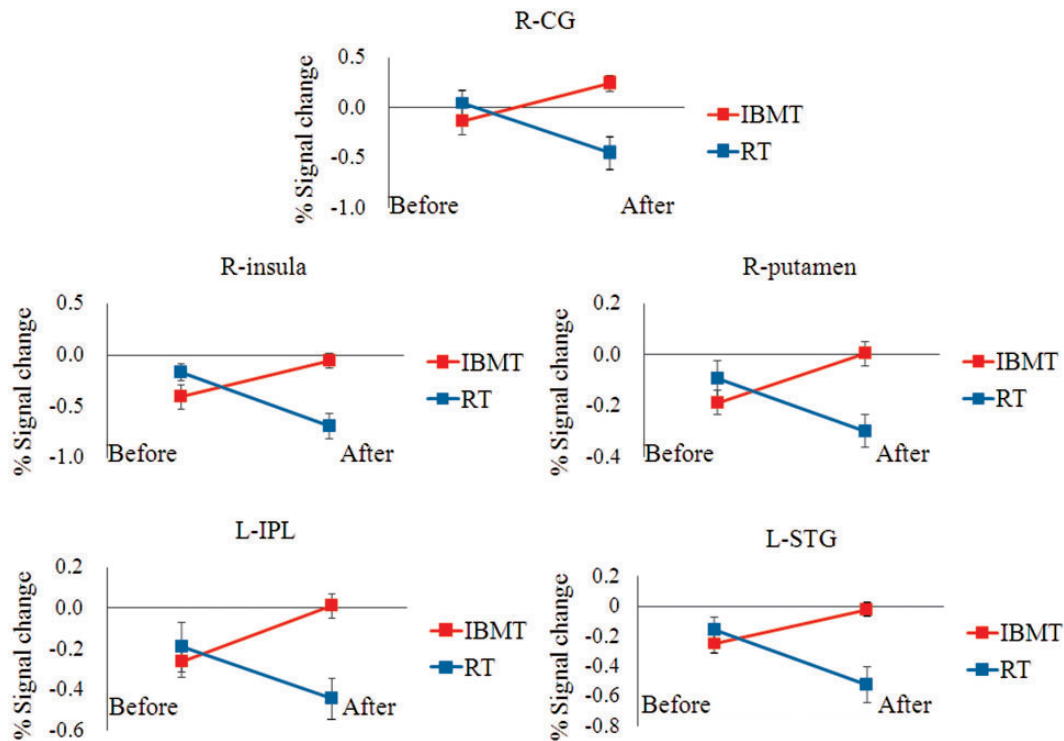 R-CG
% Signal change
0.5
0.0
-0.5
-1.0
Before
After
IBMT
RT
R-insula
% Signal change
0.5
0.0
-0.5
-1.0
Before
After
IBMT
RT
R-putamen
% Signal change
0.2
0.0
-0.2
-0.4
Before
After
IBMT
RT
L-IPL
% Signal change
0.2
0.0
-0.2
-0.4
-0.6
Before
After
IBMT
RT
L-STG
% Signal change
0.2
0
-0.2
-0.4
-0.6
-0.8
Before
After
IBMT
RT